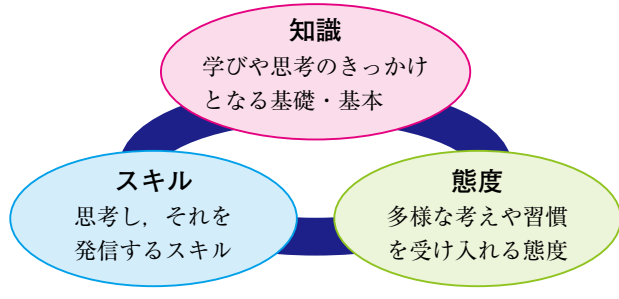 知識
学びや思考のきっかけ
となる基礎・基本
スキル
思考し，それを
発信するスキル
態度
多様な考えや習慣
を受け入れる態度